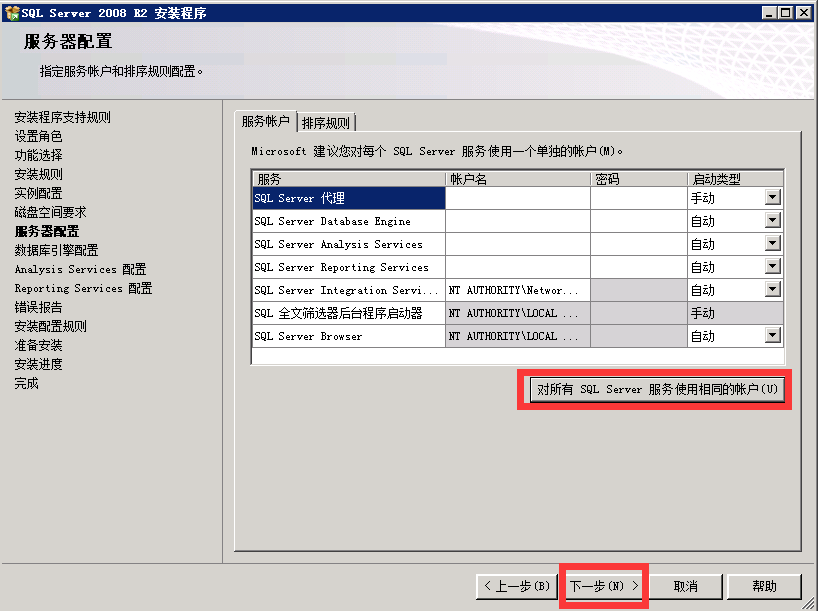 SQL Server 2008 R2 安装程序
服务器配置
指定服务帐户和排序规则配置。
安装程序支持规则
设置角色
功能选择
安装规则
实例配置
磁盘空间要求
服务器配置
数据库引擎配置
Analysis Services 配置
Reporting Services 配置
错误报告
安装配置规则
准备安装
安装进度
完成
服务帐户 排序规则
Microsoft 建议您对每个 SQL Server 服务使用一个单独的帐户(M)。
服务 帐户名 密码 启动类型
SQL Server 代理 手动
SQL Server Database Engine 自动
SQL Server Analysis Services 自动
SQL Server Reporting Services 自动
SQL Server Integration Servi... NT AUTHORITY\Networ... 自动
SQL 全文筛选器后台程序启动器 NT AUTHORITY\LOCAL ... 手动
SQL Server Browser NT AUTHORITY\LOCAL ... 自动
对所有 SQL Server 服务使用相同的帐户(U)
< 上一步(B) 下一步(N) > 取消 帮助